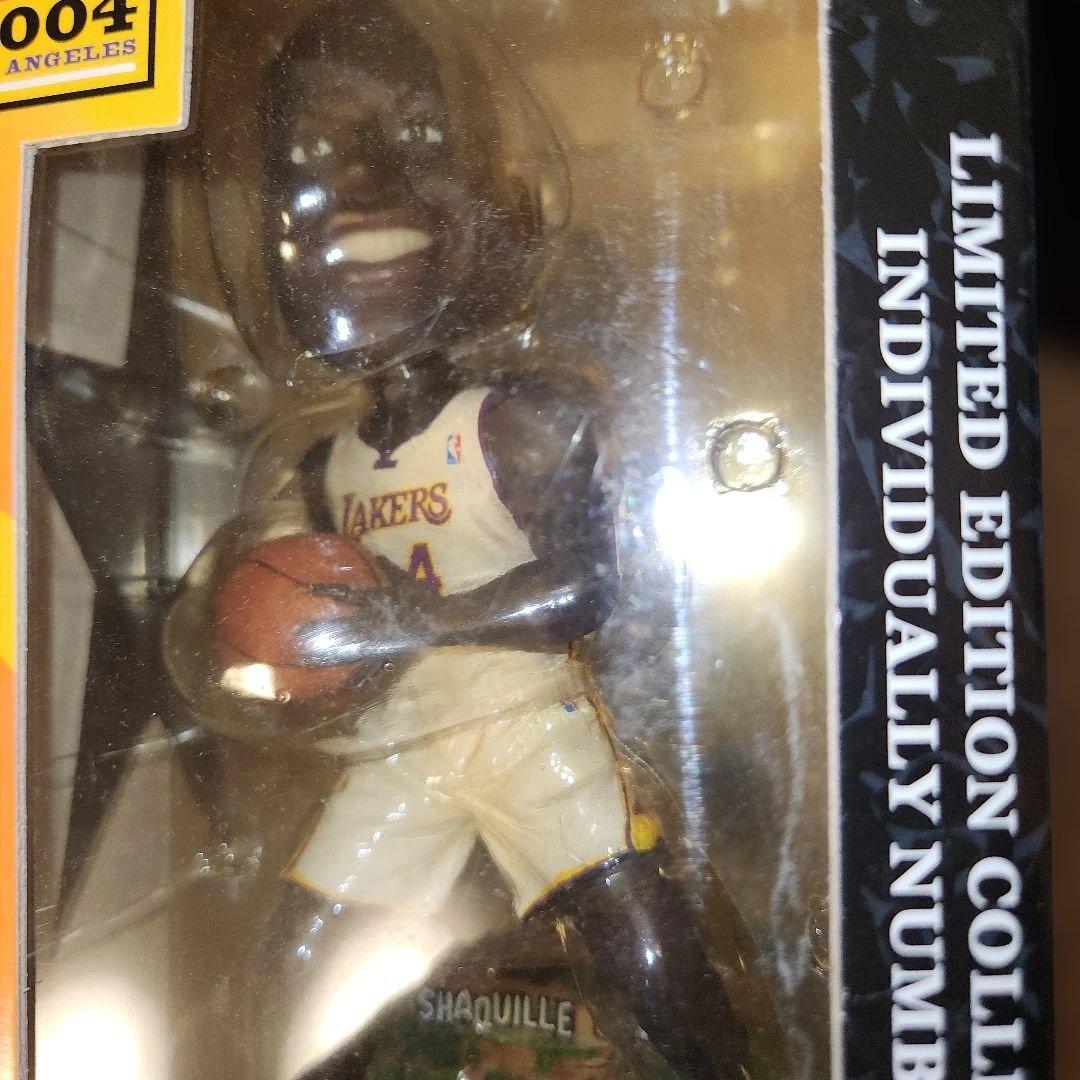 004
ANGELES
LAKERS
4
SHAQUILLE
LIMITED EDITION COLL
INDIVIDUALLY NUMB